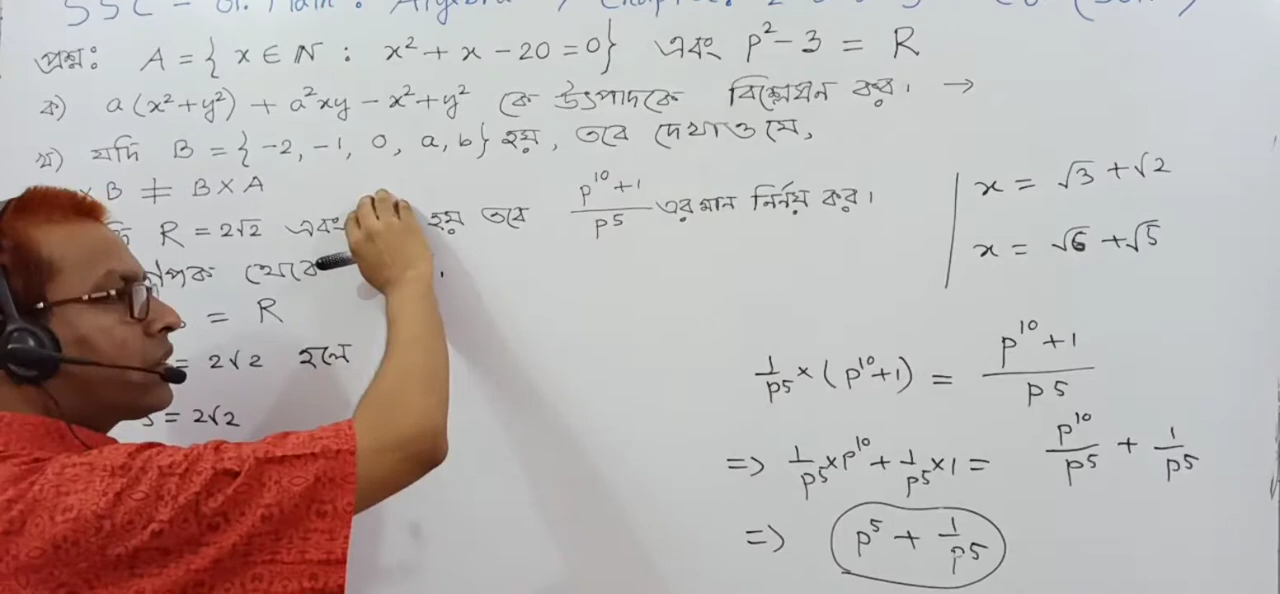 প্রশ্ন: A = { x ∈ N : x² + x - 20 = 0 } এবং p² - 3 = R
ক) a(x² + y²) + a²xy - x² + y² কে উৎপাদকে বিশ্লেষন কর। →
খ) যদি B = { -2, -1, 0, a, b } হয়, তবে দেখাও যে,
× B ≠ B × A
R = 2√2 এবং হয় তবে (p¹⁰ + 1)/p⁵ এর মান নির্নয় কর।
থেকে
= R
= 2√2 হলে
= 2√2
x = √3 + √2
x = √6 + √5
1/p⁵ × (p¹⁰ + 1) = (p¹⁰ + 1)/p⁵
=> 1/p⁵ × p¹⁰ + 1/p⁵ × 1 = p¹⁰/p⁵ + 1/p⁵
=> p⁵ + 1/p⁵